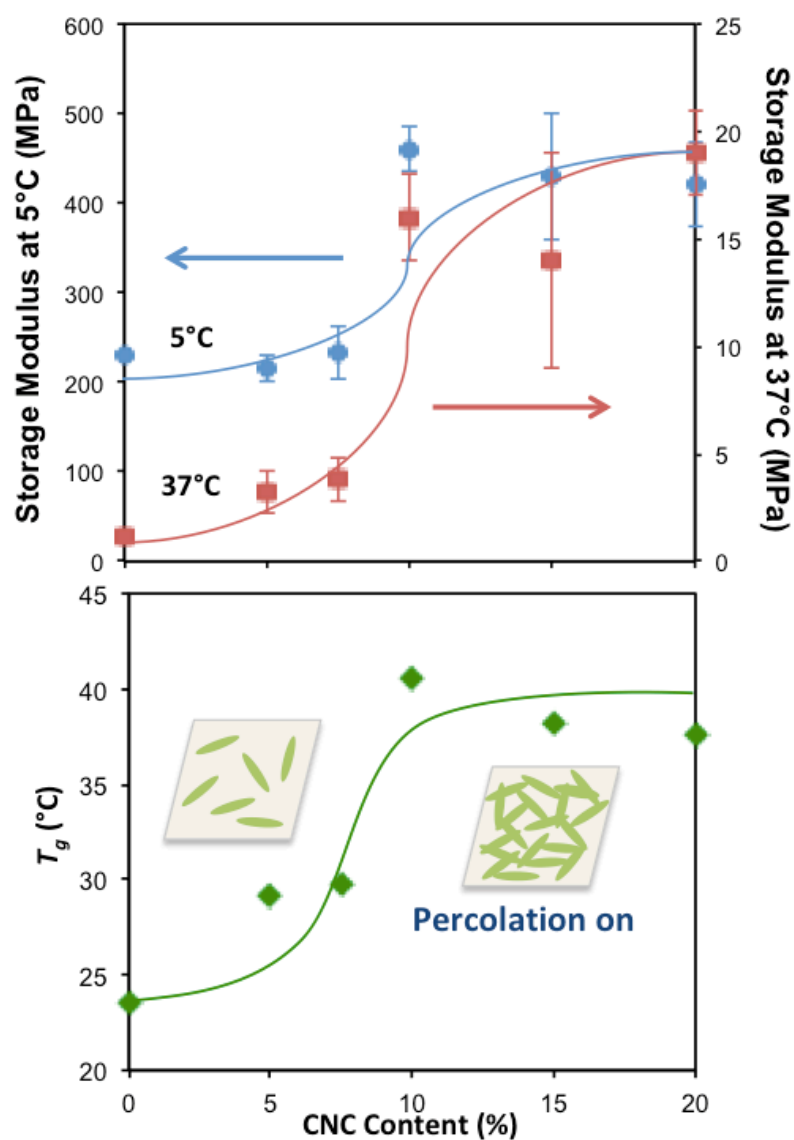 600
500
400
300
200
100
0
Storage Modulus at 5°C (MPa)
25
20
15
10
5
0
Storage Modulus at 37°C (MPa)
5°C
37°C
45
40
35
30
25
20
Tg (°C)
Percolation on
0 5 10 15 20
CNC Content (%)